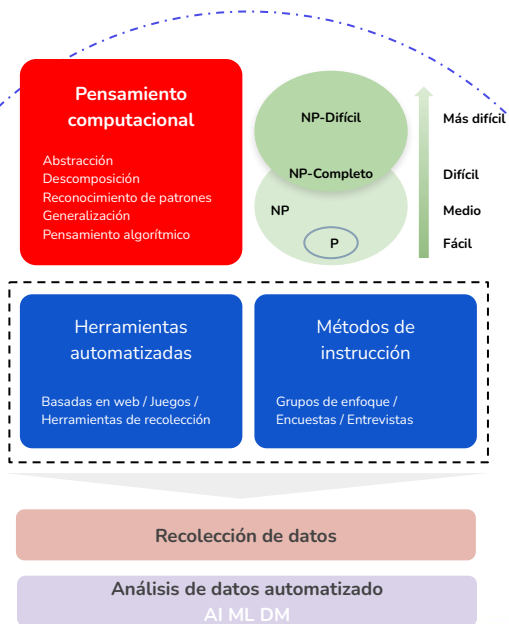 Pensamiento
computacional
Abstracción
Descomposición
Reconocimiento de patrones
Generalización
Pensamiento algorítmico
NP-Difícil
NP-Completo
NP
P
Más difícil
Difícil
Medio
Fácil
Herramientas
automatizadas
Basadas en web / Juegos /
Herramientas de recolección
Métodos de
instrucción
Grupos de enfoque /
Encuestas / Entrevistas
Recolección de datos
Análisis de datos automatizado
AI ML DM